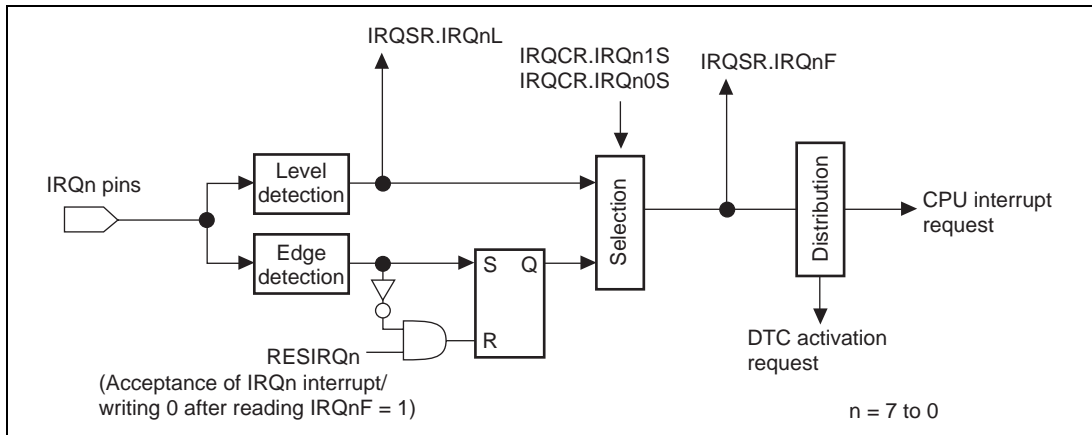 IRQSR.IRQnL
IRQCR.IRQn1S
IRQCR.IRQn0S
IRQSR.IRQnF
IRQn pins
Level
detection
Edge
detection
S Q
R
Selection
Distribution
CPU interrupt
request
DTC activation
request
RESIRQn
(Acceptance of IRQn interrupt/
writing 0 after reading IRQnF = 1)
n = 7 to 0